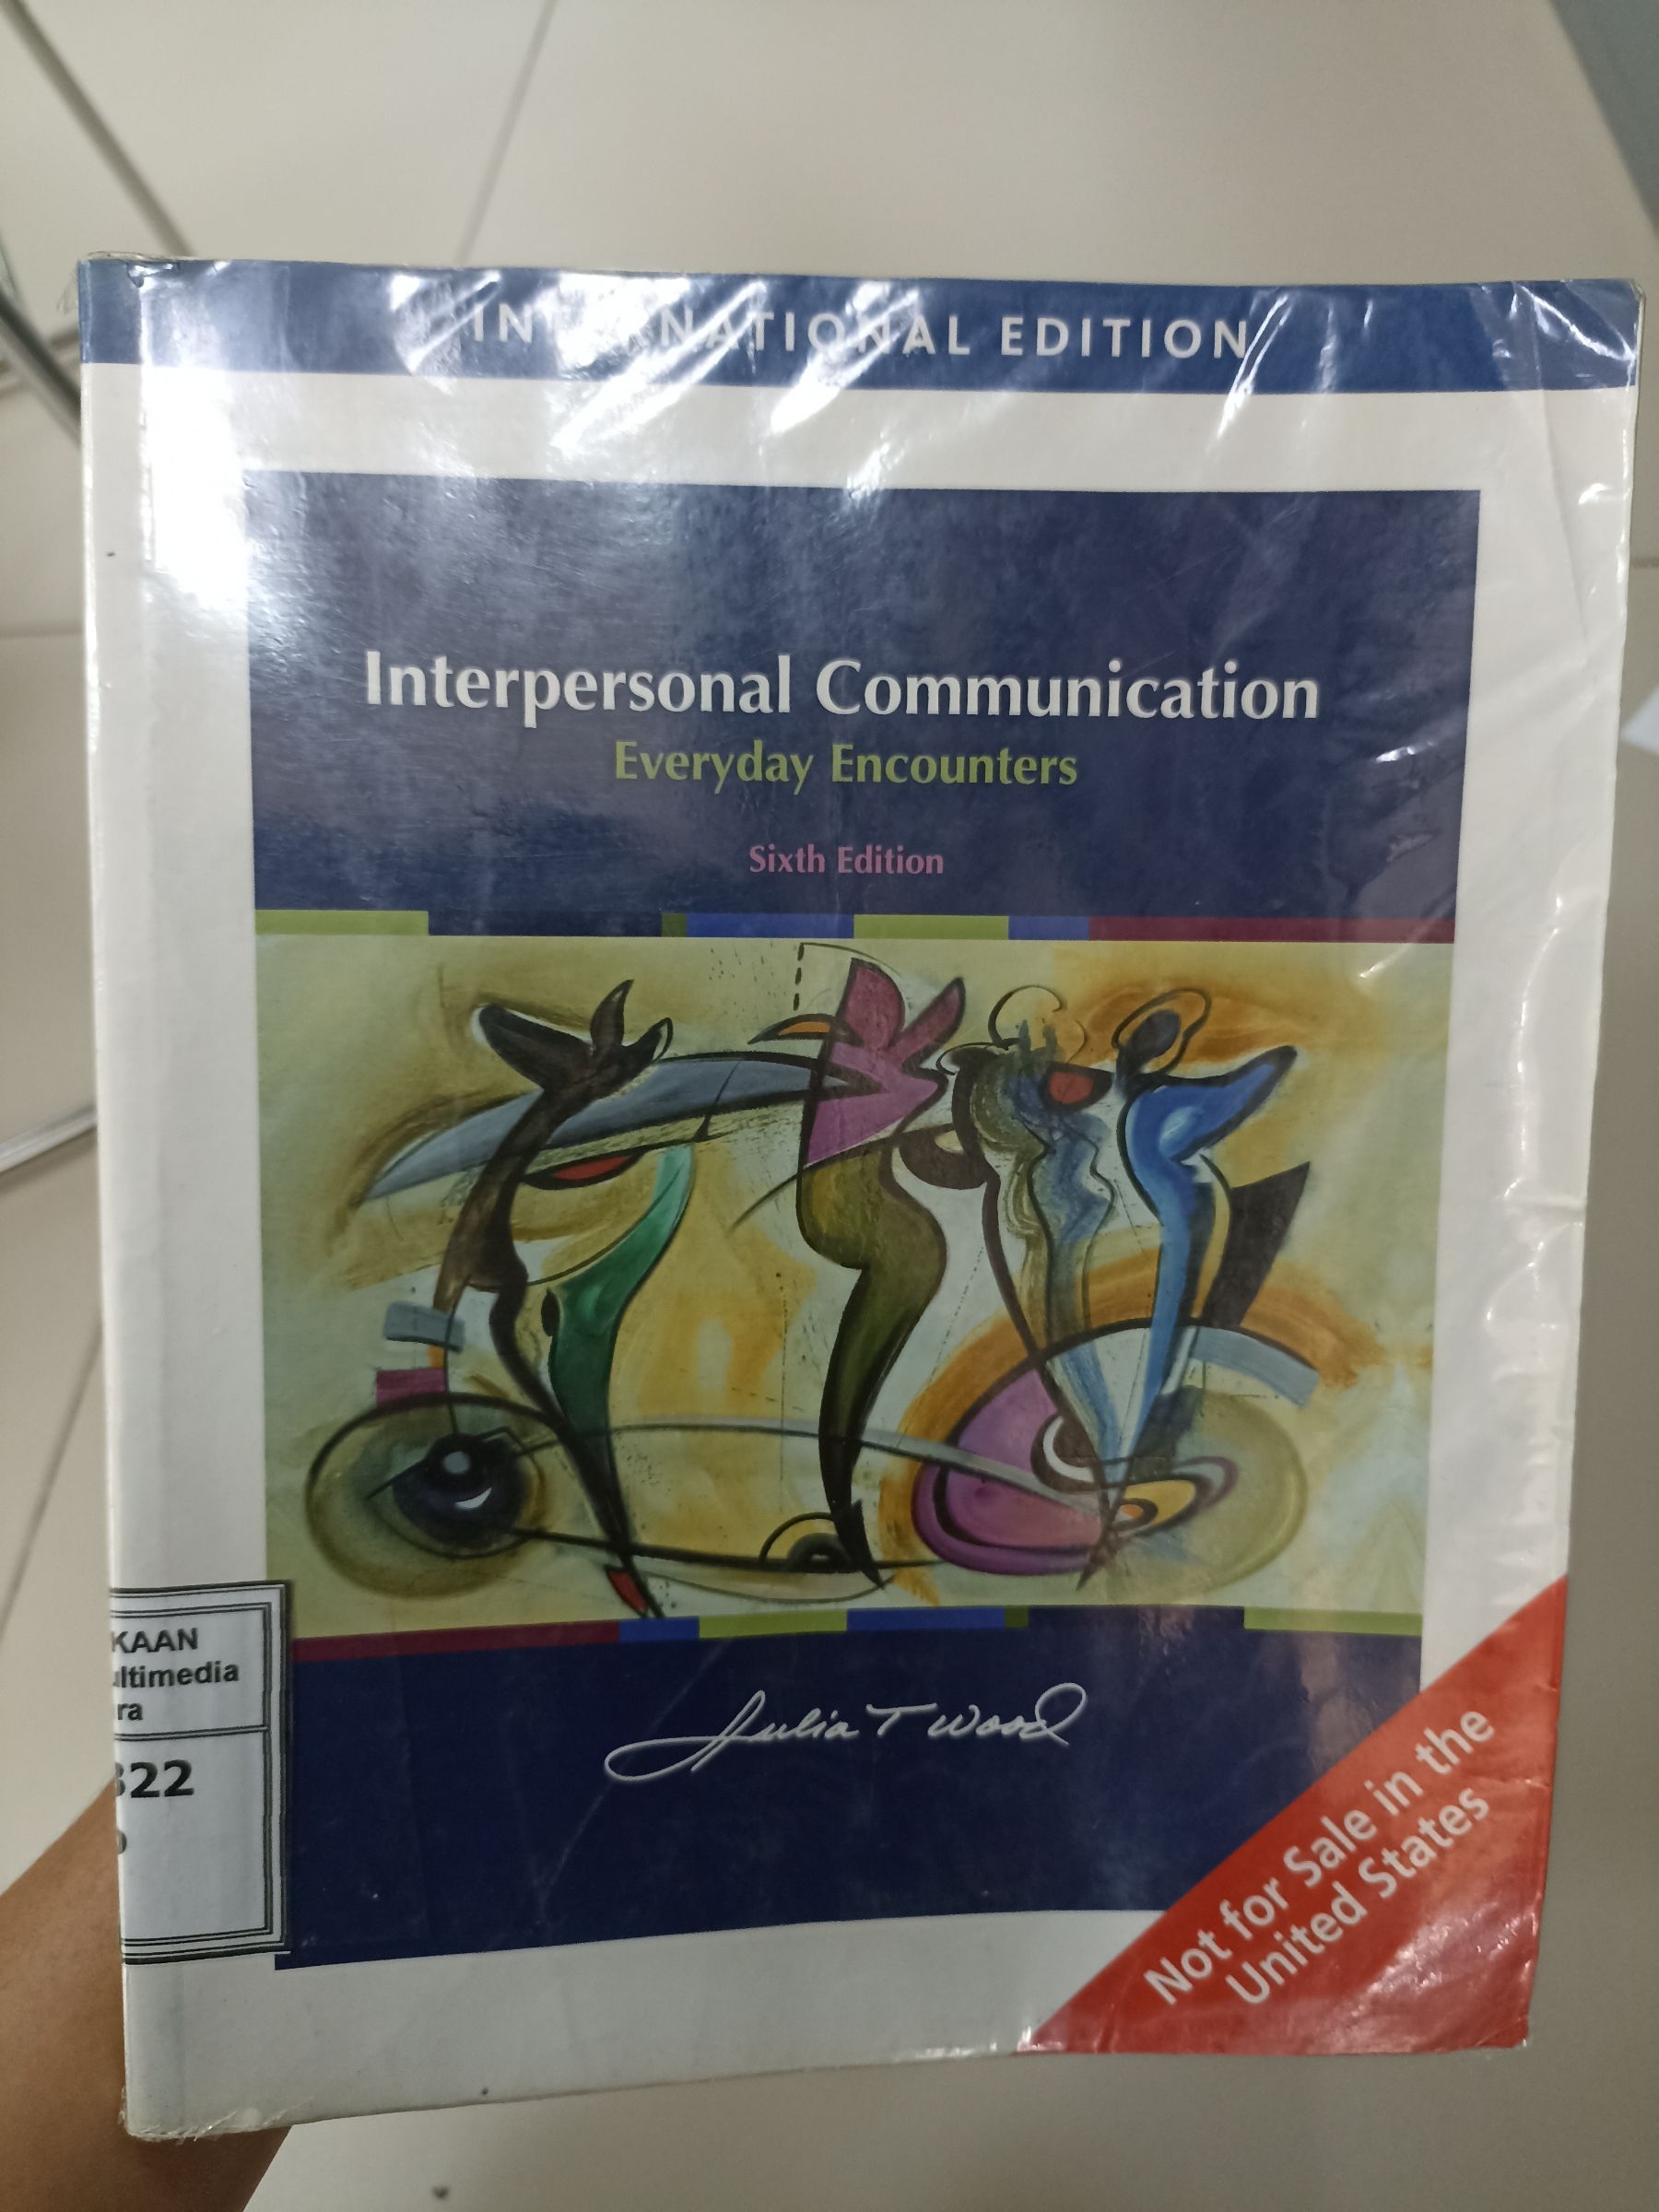 INTERNATIONAL EDITION
Interpersonal Communication
Everyday Encounters
Sixth Edition
KAAN
ultimedia
ra
322
Julia T Wood
Not for Sale in the
United States